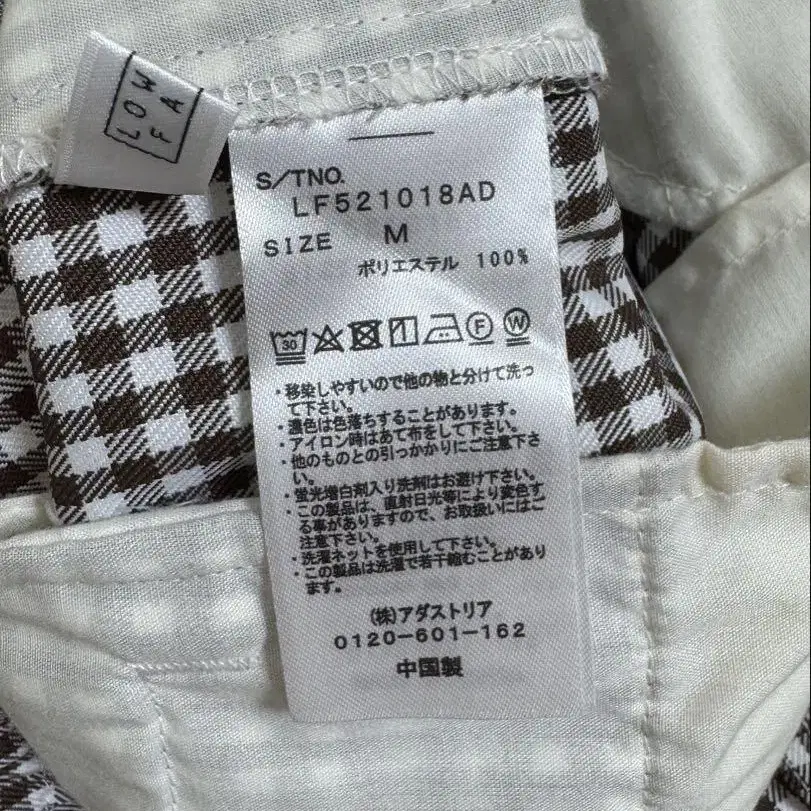 LOW
FA
S/TNO.
LF521018AD
SIZE M
ポリエステル 100%
30 F W
・移染しやすいので他の物と分けて洗っ
て下さい。
・濃色は色落ちすることがあります。
・アイロン時はあて布をして下さい。
・他のものとの引っかかりにご注意下さ
い。
・蛍光増白剤入り洗剤はお避け下さい。
・この製品は、直射日光等により変色す
る事がありますので、お取扱いにはご
注意下さい。
・洗濯ネットを使用して下さい。
・この製品は洗濯で若干縮むことがあり
ます。
(株)アダストリア
0120-601-162
中国製